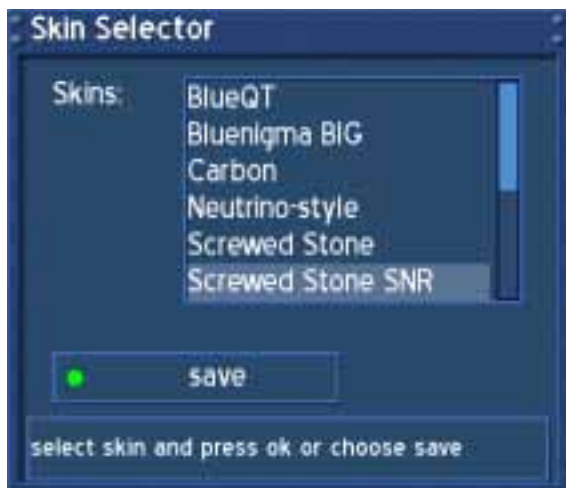 Skin Selector
Skins:
BlueQT
Bluenigma BIG
Carbon
Neutrino-style
Screwed Stone
Screwed Stone SNR
save
select skin and press ok or choose save